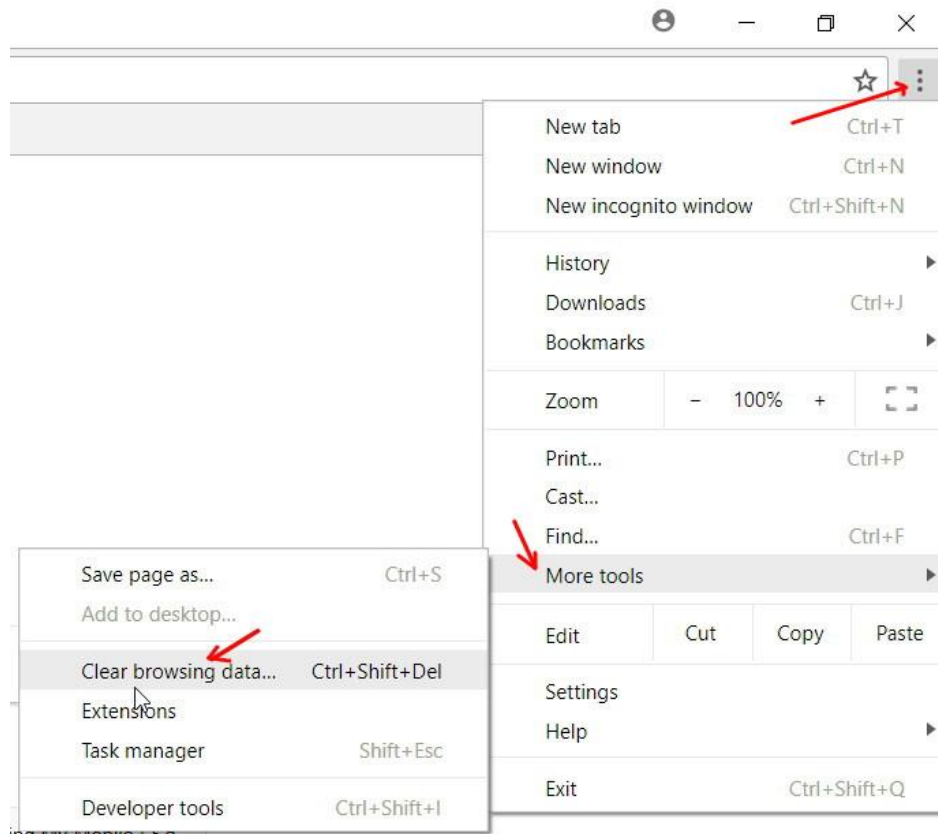 New tab Ctrl+T
New window Ctrl+N
New incognito window Ctrl+Shift+N
History
Downloads Ctrl+J
Bookmarks
Zoom - 100% +
Print... Ctrl+P
Cast...
Find... Ctrl+F
More tools
Edit Cut Copy Paste
Settings
Help
Exit Ctrl+Shift+Q
Save page as... Ctrl+S
Add to desktop...
Clear browsing data... Ctrl+Shift+Del
Extensions
Task manager Shift+Esc
Developer tools Ctrl+Shift+I